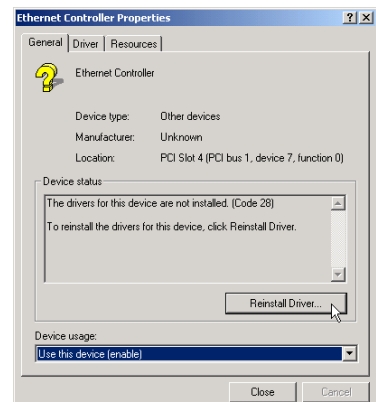 Ethernet Controller Properties
General Driver Resources
Ethernet Controller
Device type: Other devices
Manufacturer: Unknown
Location: PCI Slot 4 (PCI bus 1, device 7, function 0)
Device status
The drivers for this device are not installed. (Code 28)
To reinstall the drivers for this device, click Reinstall Driver.
Reinstall Driver...
Device usage:
Use this device (enable)
Close Cancel